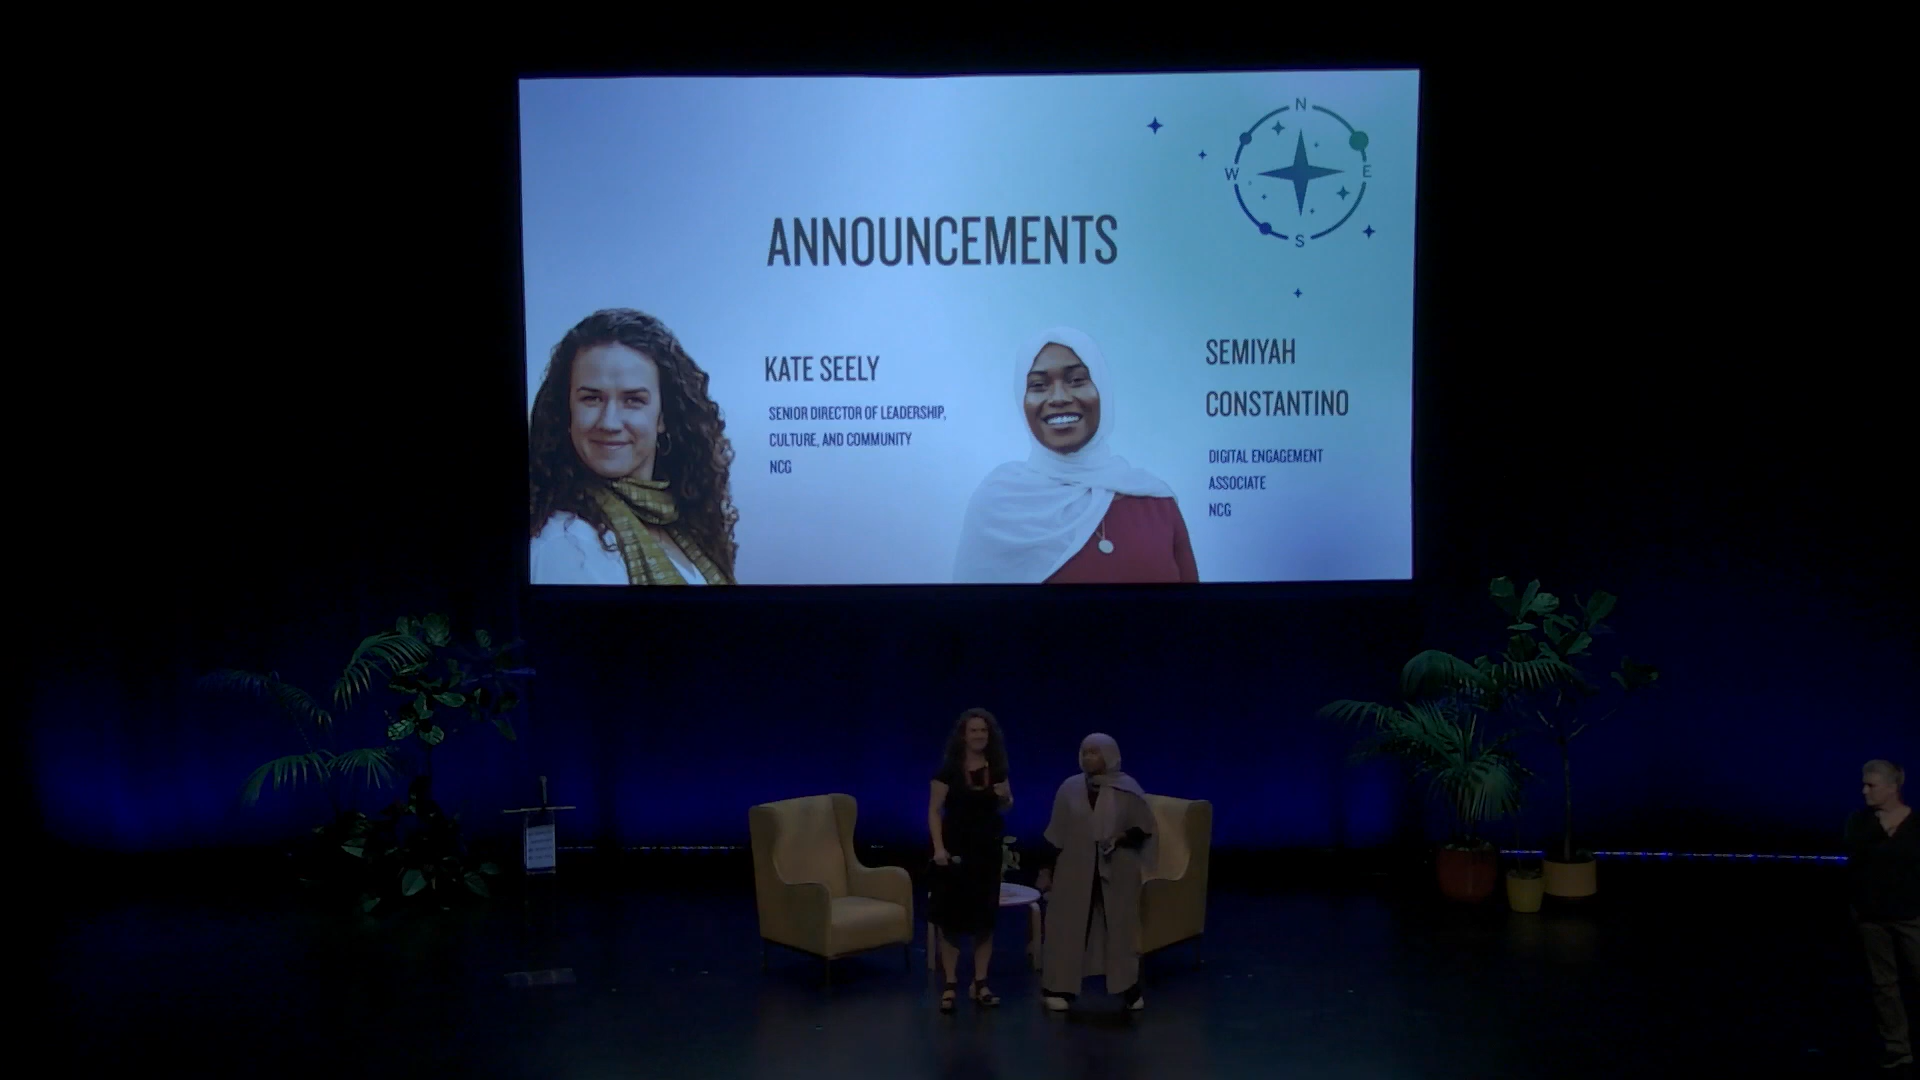 N
W
E
S
ANNOUNCEMENTS
KATE SEELY
SENIOR DIRECTOR OF LEADERSHIP,
CULTURE, AND COMMUNITY
NCG
SEMIYAH
CONSTANTINO
DIGITAL ENGAGEMENT
ASSOCIATE
NCG